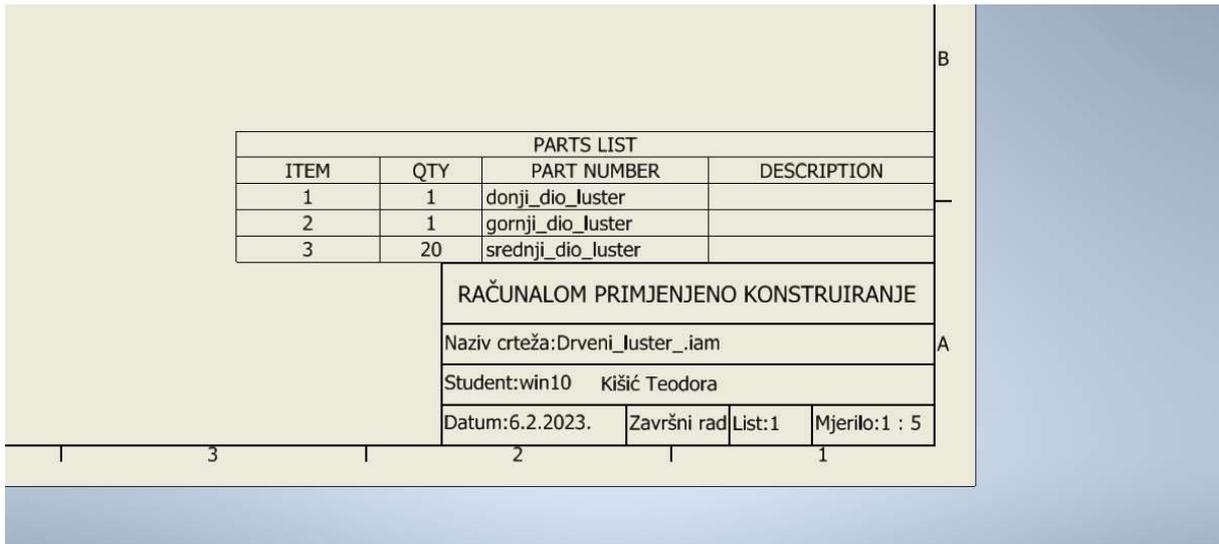 B
PARTS LIST
ITEM QTY PART NUMBER DESCRIPTION
1 1 donji_dio_luster
2 1 gornji_dio_luster
3 20 srednji_dio_luster
RAČUNALOM PRIMJENJENO KONSTRUIRANJE
Naziv crteža:Drveni_luster_.iam
A
Student:win10 Kišić Teodora
Datum:6.2.2023. Završni rad List:1 Mjerilo:1 : 5
3 2 1